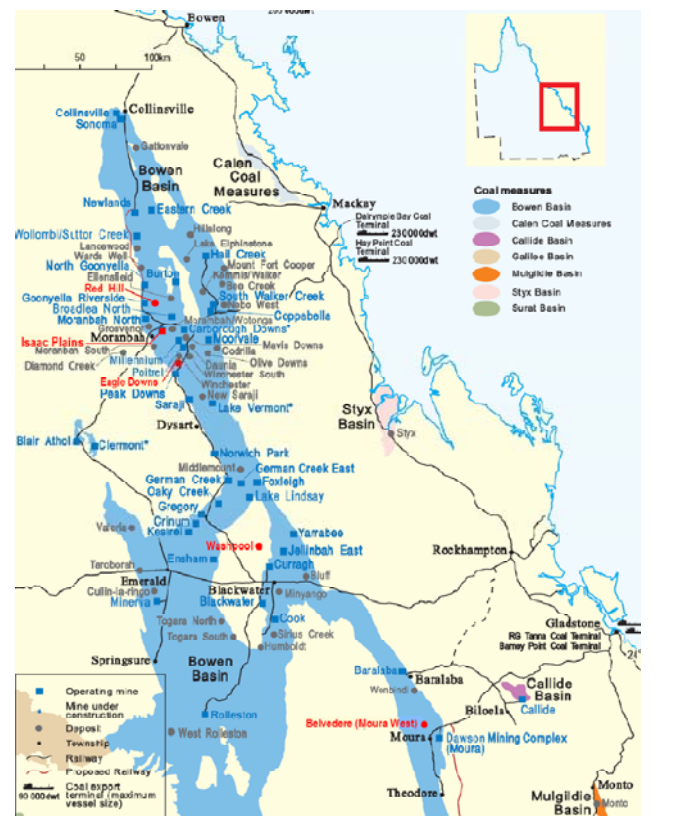 Bowen
50
100km
Collinsville
Collinsville
Sonoma
Gattonvale
Bowen
Basin
Calen
Coal
Measures
Mackay
Dalrymple Bay Coal
Terminal
230 000dwt
Hay Point Coal
Terminal
230 000dwt
Coal measures
Bowen Basin
Calen Coal Measures
Callide Basin
Galilee Basin
Mulgildie Basin
Styx Basin
Surat Basin
Newlands
Eastern Creek
Wollombi/Suttor Creek
Hillalong
Lancewood
Lake Elphinstone
Wards Well
Hail Creek
North Goonyella
Mount Fort Cooper
Ellensfield
Burton
Kemmis/Walker
Red Hill
Bee Creek
Goonyella Riverside
South Walker Creek
Broadlea North
Nebo West
Moranbah North
Coppabella
Grosvenor
Moranbah/Wotonga
Carborough Downs*
Isaac Plains
Moranbah
Moorvale
Mavis Downs
Moranbah South
Codrilla
Diamond Creek
Millennium
Daunia
Olive Downs
Poitrel
Winchester South
Eagle Downs
Winchester
Peak Downs
New Saraji
Saraji
Lake Vermont*
Dysart
Styx
Basin
Styx
Blair Athol
Clermont*
Norwich Park
Middlemount
German Creek East
German Creek
Foxleigh
Oaky Creek
Lake Lindsay
Gregory
Crinum
Kestrel
Valeria
Yarrabee
Washpool
Jellinbah East
Ensham
Curragh
Rockhampton
Taroborah
Bluff
Emerald
Blackwater
Minyango
Cullin-la-ringo
Minerva
Blackwater
Cook
Togara North
Gladstone
Togara South
Sirius Creek
RG Tanna Coal Terminal
Humboldt
Barney Point Coal Terminal
24°
Springsure
Bowen
Basin
Baralaba
Baralaba
Wonbindi
Callide
Basin
Callide
Biloela
Rolleston
Belvedere (Moura West)
West Rolleston
Moura
Dawson Mining Complex
(Moura)
Theodore
Monto
Mulgildie
Basin
Monto
Operating mine
Mine under
construction
Deposit
Township
Railway
Proposed Railway
Coal export
terminal (maximum
vessel size)
90 000dwt